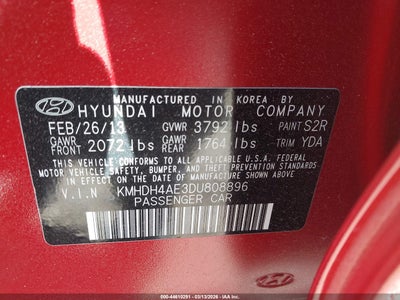 MANUFACTURED IN KOREA BY
HYUNDAI MOTOR COMPANY
FEB/26/13 GVWR 3792 lbs PAINT S2R
GAWR FRONT 2072 lbs GAWR REAR 1764 lbs TRIM YDA
THIS VEHICLE CONFORMS TO ALL APPLICABLE U.S.A. FEDERAL
MOTOR VEHICLE SAFETY, BUMPER, AND THEFT PREVENTION STANDARDS
IN EFFECT ON THE DATE OF MANUFACTURE SHOWN ABOVE.
V.I.N KMHDH4AE3DU808896
PASSENGER CAR
000-44610291 - 03/13/2026 - IAAI.COM